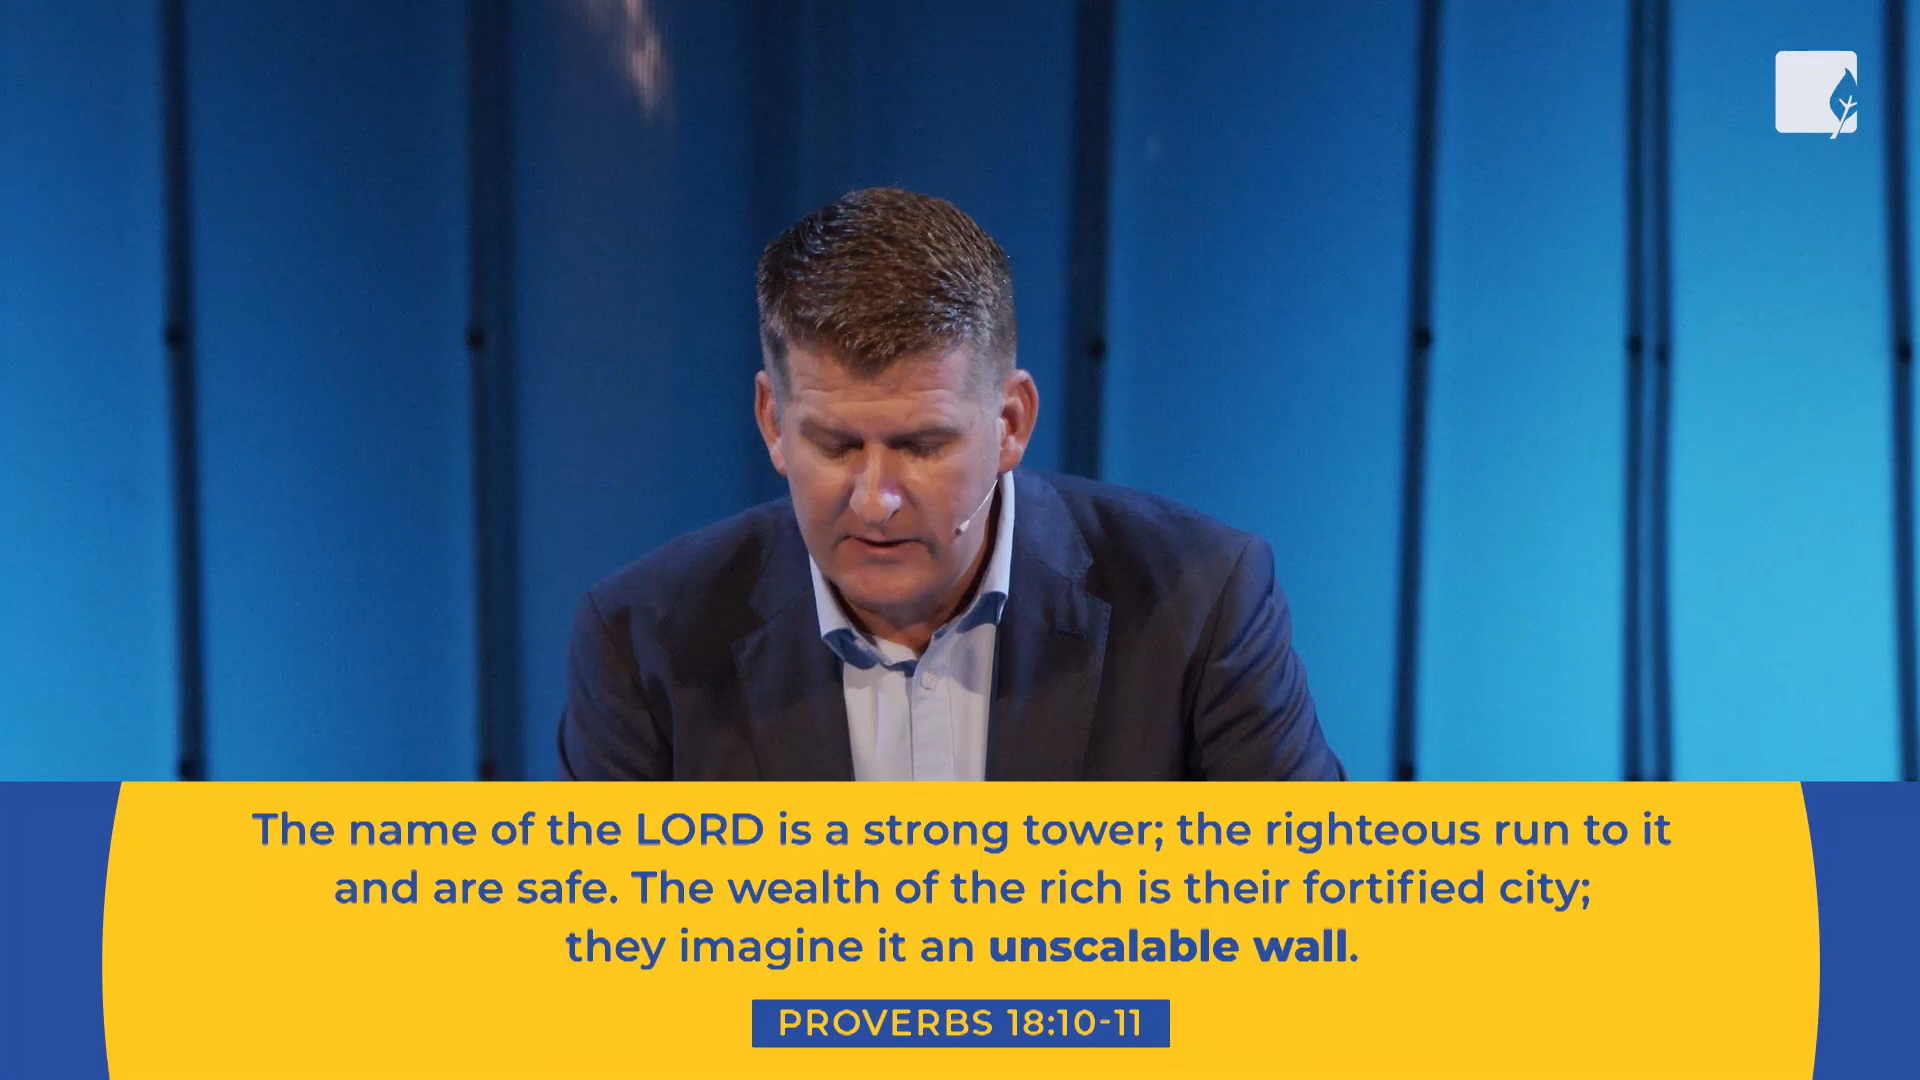 The name of the LORD is a strong tower; the righteous run to it
and are safe. The wealth of the rich is their fortified city;
they imagine it an unscalable wall.
PROVERBS 18:10-11